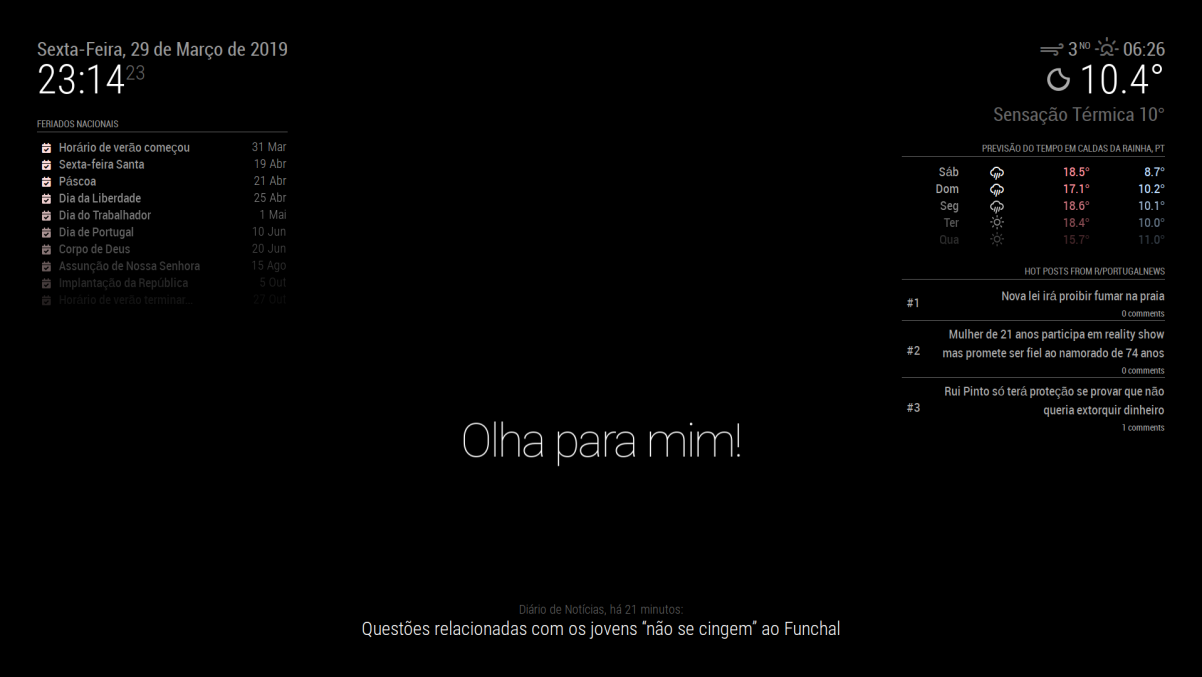 Sexta-Feira, 29 de Março de 2019
23:14 23
FERIADOS NACIONAIS
Horário de verão começou 31 Mar
Sexta-feira Santa 19 Abr
Páscoa 21 Abr
Dia da Liberdade 25 Abr
Dia do Trabalhador 1 Mai
Dia de Portugal 10 Jun
Corpo de Deus 20 Jun
Assunção de Nossa Senhora 15 Ago
Implantação da República 5 Out
Horário de verão terminar... 27 Out
3 NO 06:26
10.4°
Sensação Térmica 10°
PREVISÃO DO TEMPO EM CALDAS DA RAINHA, PT
Sáb 18.5° 8.7°
Dom 17.1° 10.2°
Seg 18.6° 10.1°
Ter 18.4° 10.0°
Qua 15.7° 11.0°
HOT POSTS FROM R/PORTUGALNEWS
#1 Nova lei irá proibir fumar na praia
0 comments
#2 Mulher de 21 anos participa em reality show
mas promete ser fiel ao namorado de 74 anos
0 comments
#3 Rui Pinto só terá proteção se provar que não
queria extorquir dinheiro
1 comments
Olha para mim!
Diário de Notícias, há 21 minutos:
Questões relacionadas com os jovens “não se cingem” ao Funchal